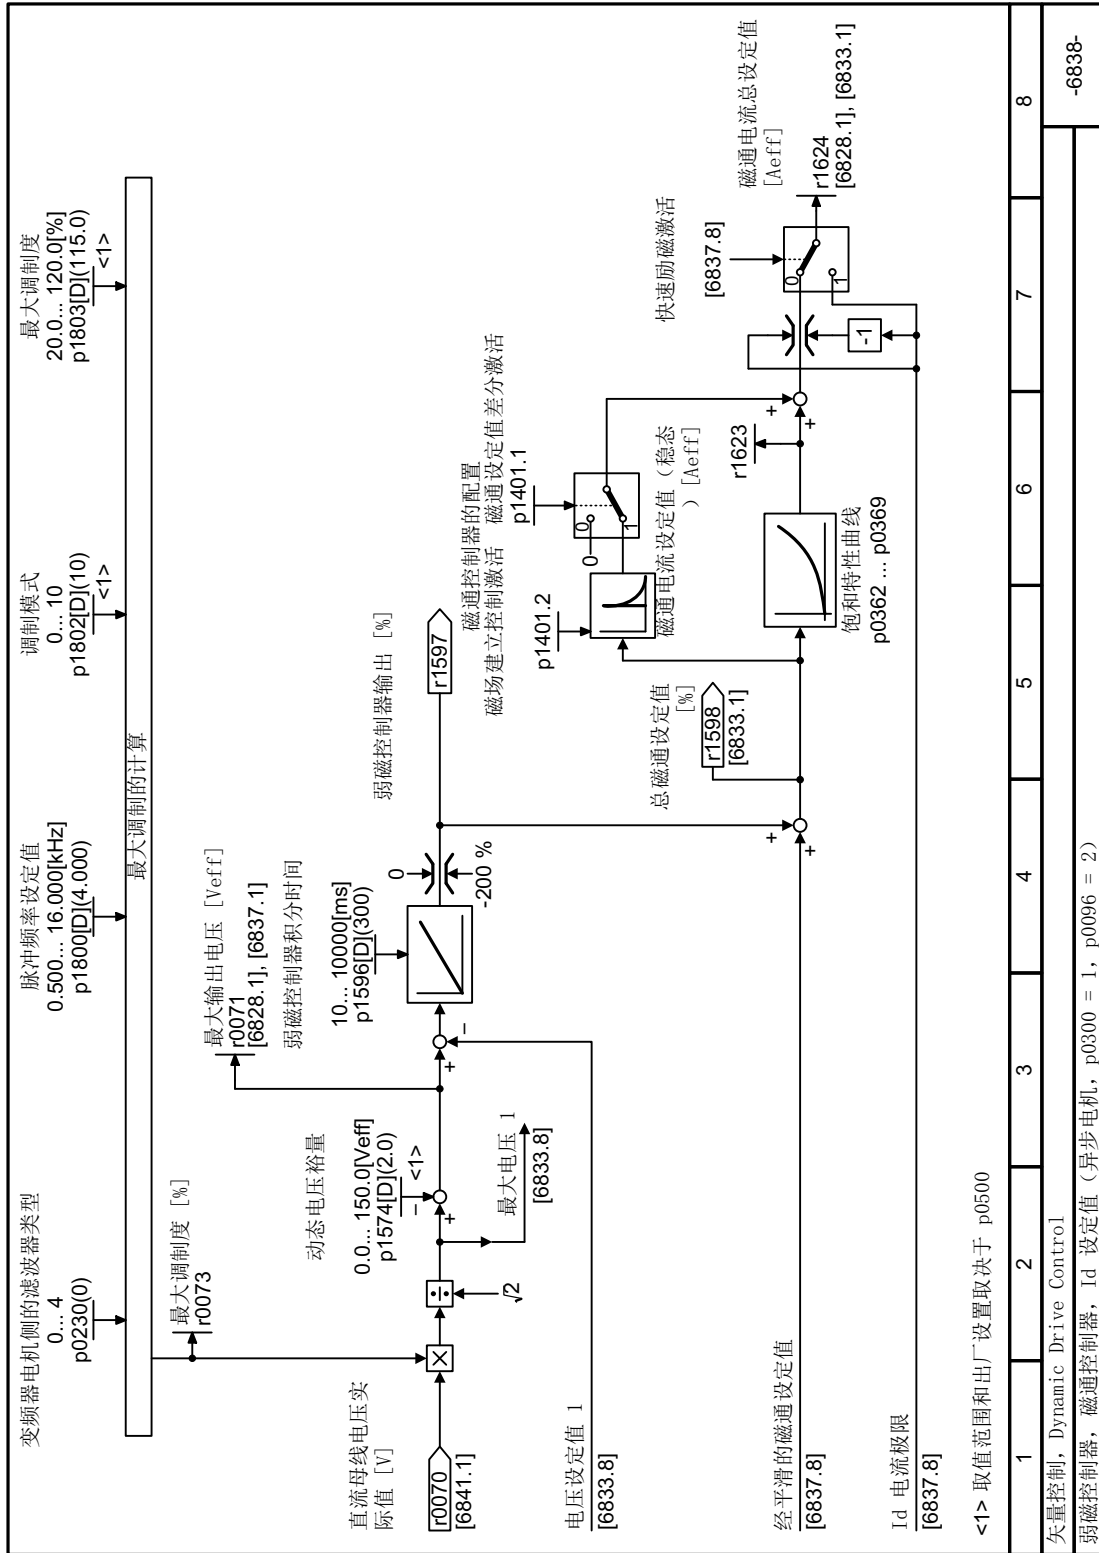 变频器电机侧的滤波器类型
0... 4
p0230(0)
脉冲频率设定值
0.500... 16.000[kHz]
p1800[D](4.000)
调制模式
0... 10
p1802[D](10)
<1>
最大调制度
20.0... 120.0[%]
p1803[D](115.0)
<1>
最大调制的计算
最大调制度 [%]
r0073
最大输出电压 [Veff]
r0071
[6828.1], [6837.1]
直流母线电压实
际值 [V]
r0070
[6841.1]
动态电压裕量
0.0... 150.0[Veff]
p1574[D](2.0)
<1>
√2
最大电压 1
[6833.8]
弱磁控制器积分时间
10... 10000[ms]
p1596[D](300)
0
-200 %
弱磁控制器输出 [%]
r1597
电压设定值 1
[6833.8]
磁通控制器的配置
磁场建立控制激活
磁通设定值差分激活
p1401.2
p1401.1
0
0
1
磁通电流设定值（稳态
）[Aeff]
r1623
总磁通设定值
[%]
r1598
[6833.1]
饱和特性曲线
p0362 ... p0369
快速励磁激活
[6837.8]
0
1
-1
磁通电流总设定值
[Aeff]
r1624
[6828.1], [6833.1]
经平滑的磁通设定值
[6837.8]
Id 电流极限
[6837.8]
<1> 取值范围和出厂设置取决于 p0500
1 2 3 4 5 6 7 8
矢量控制, Dynamic Drive Control
弱磁控制器, 磁通控制器, Id 设定值 (异步电机, p0300 = 1, p0096 = 2)
-6838-